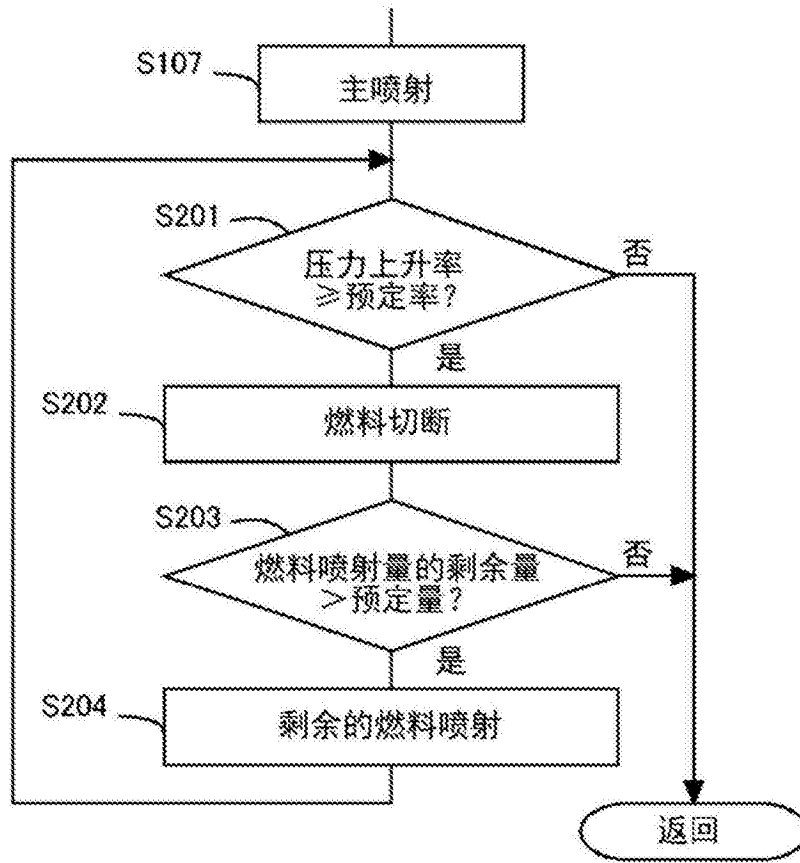 S107
主喷射
S201
压力上升率
≥预定率?
否
是
S202
燃料切断
S203
燃料喷射量的剩余量
>预定量?
否
是
S204
剩余的燃料喷射
返回